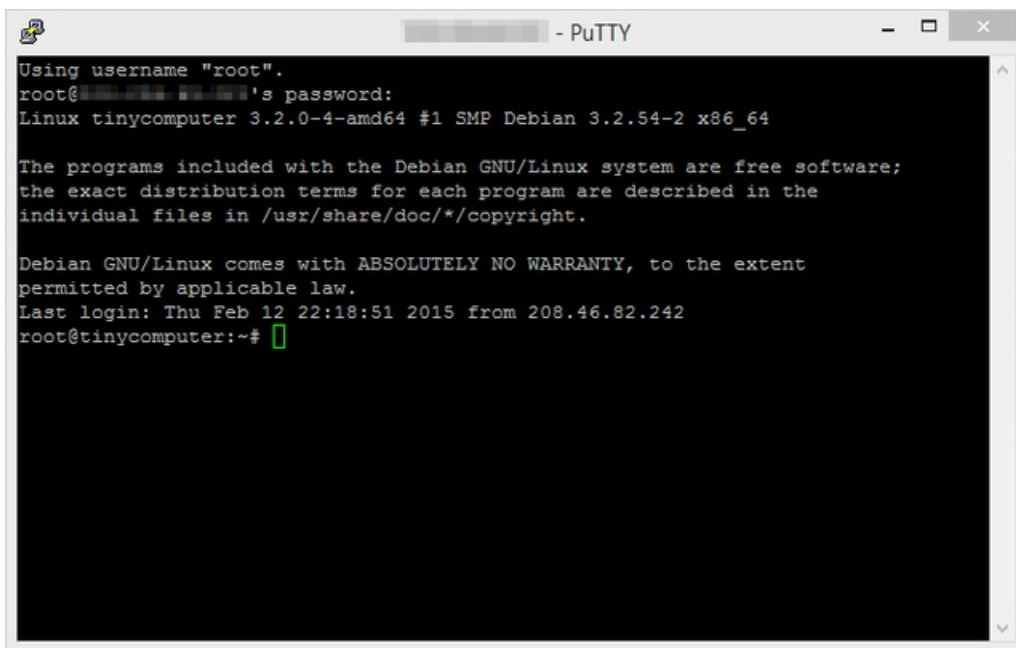 - PuTTY
Using username "root".
root@ 's password:
Linux tinycomputer 3.2.0-4-amd64 #1 SMP Debian 3.2.54-2 x86_64
The programs included with the Debian GNU/Linux system are free software;
the exact distribution terms for each program are described in the
individual files in /usr/share/doc/*/copyright.
Debian GNU/Linux comes with ABSOLUTELY NO WARRANTY, to the extent
permitted by applicable law.
Last login: Thu Feb 12 22:18:51 2015 from 208.46.82.242
root@tinycomputer:~#